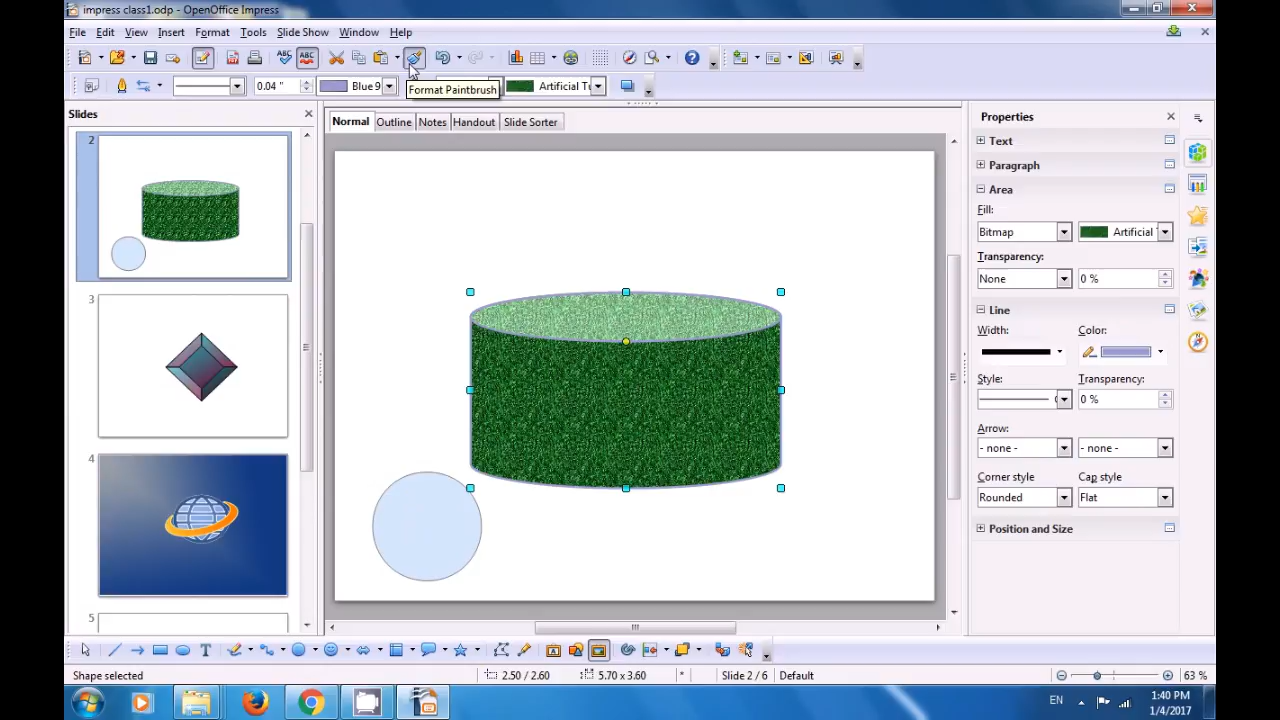 impress class1.odp - OpenOffice Impress
File Edit View Insert Format Tools Slide Show Window Help
0.04 " Blue 9 Artificial Tu
Format Paintbrush
Slides
Normal Outline Notes Handout Slide Sorter
Properties
Text
Paragraph
Area
Fill:
Bitmap Artificial
Transparency:
None 0 %
Line
Width: Color:
Style: Transparency:
0 %
Arrow:
- none - - none -
Corner style Cap style
Rounded Flat
Position and Size
2
3
4
5
Shape selected 2.50 / 2.60 5.70 x 3.60 * Slide 2 / 6 Default 63 %
EN 1:40 PM
1/4/2017